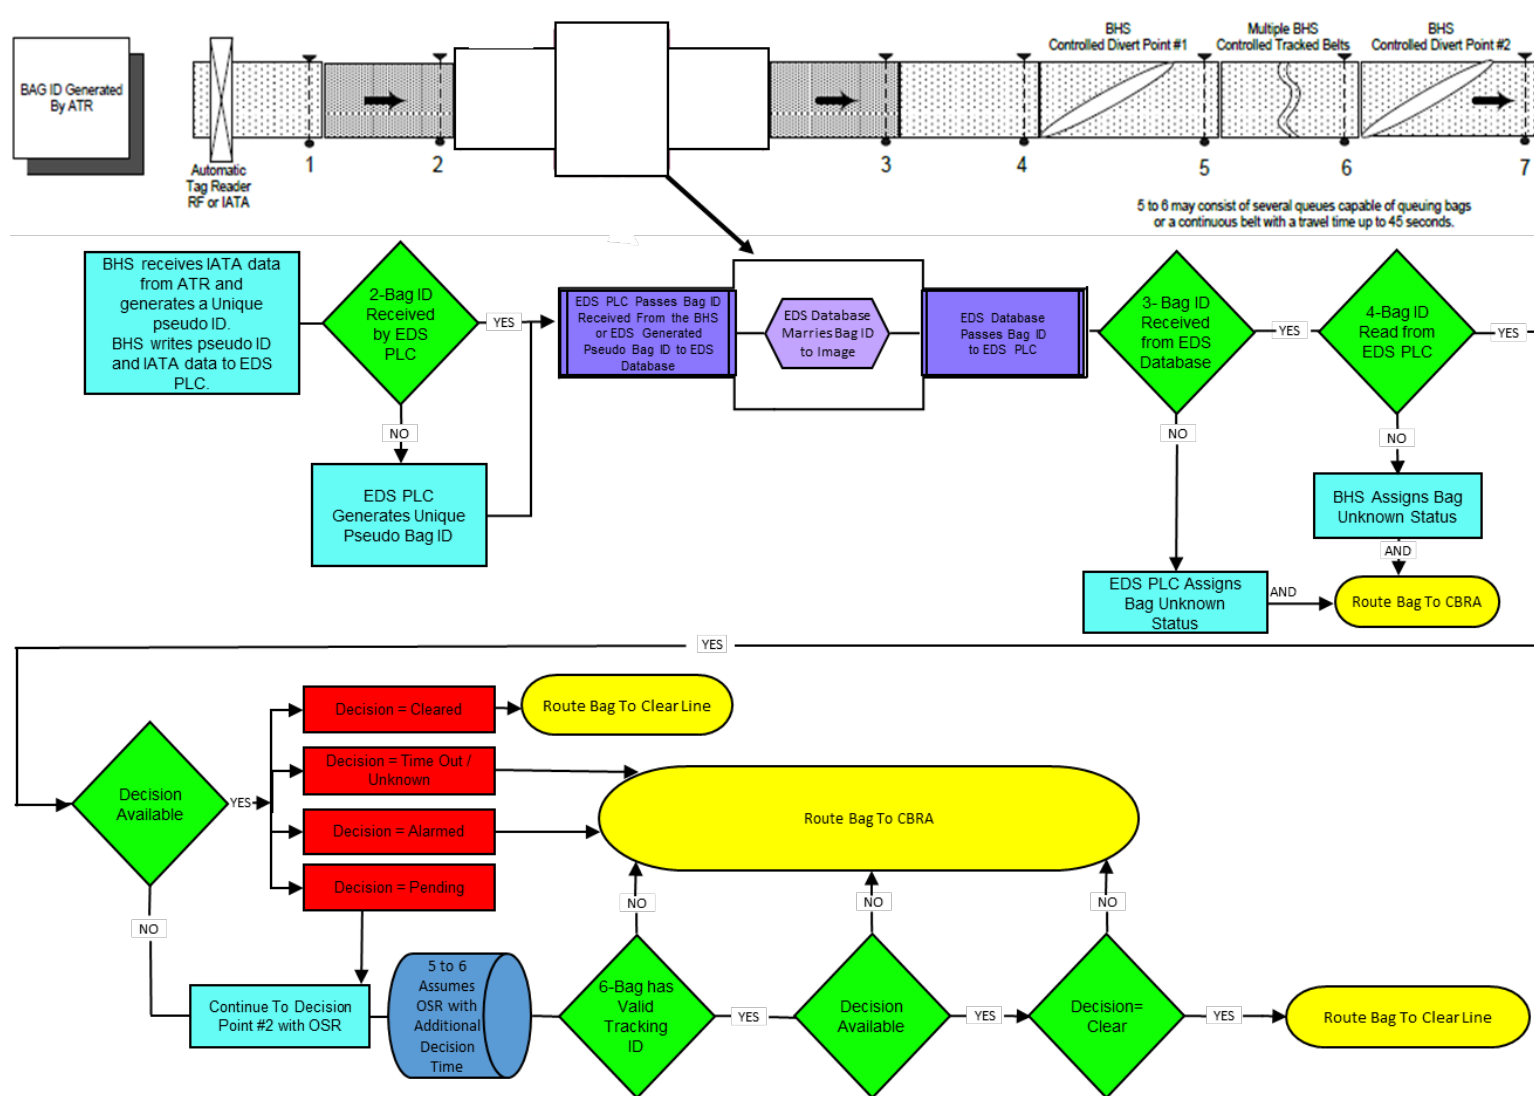 BAG ID Generated
By ATR
Automatic
Tag Reader
RF or IATA
1
2
3
4
BHS
Controlled Divert Point #1
5
Multiple BHS
Controlled Tracked Belts
6
BHS
Controlled Divert Point #2
7
5 to 6 may consist of several queues capable of queuing bags
or a continuous belt with a travel time up to 45 seconds.
BHS receives IATA data
from ATR and
generates a Unique
pseudo ID.
BHS writes pseudo ID
and IATA data to EDS
PLC.
2-Bag ID
Received
by EDS
PLC
YES
NO
EDS PLC
Generates Unique
Pseudo Bag ID
EDS PLC Passes Bag ID
Received From the BHS
or EDS Generated
Pseudo Bag ID to EDS
Database
EDS Database
Marries Bag ID
to Image
EDS Database
Passes Bag ID
to EDS PLC
3- Bag ID
Received
from EDS
Database
YES
NO
EDS PLC Assigns
Bag Unknown
Status
AND
4-Bag ID
Read from
EDS PLC
YES
NO
BHS Assigns Bag
Unknown Status
AND
Route Bag To CBRA
YES
Decision
Available
YES
NO
Decision = Cleared
Route Bag To Clear Line
Decision = Time Out /
Unknown
Decision = Alarmed
Decision = Pending
Route Bag To CBRA
Continue To Decision
Point #2 with OSR
5 to 6
Assumes
OSR with
Additional
Decision
Time
6-Bag has
Valid
Tracking
ID
NO
YES
Decision
Available
NO
YES
Decision=
Clear
NO
YES
Route Bag To Clear Line